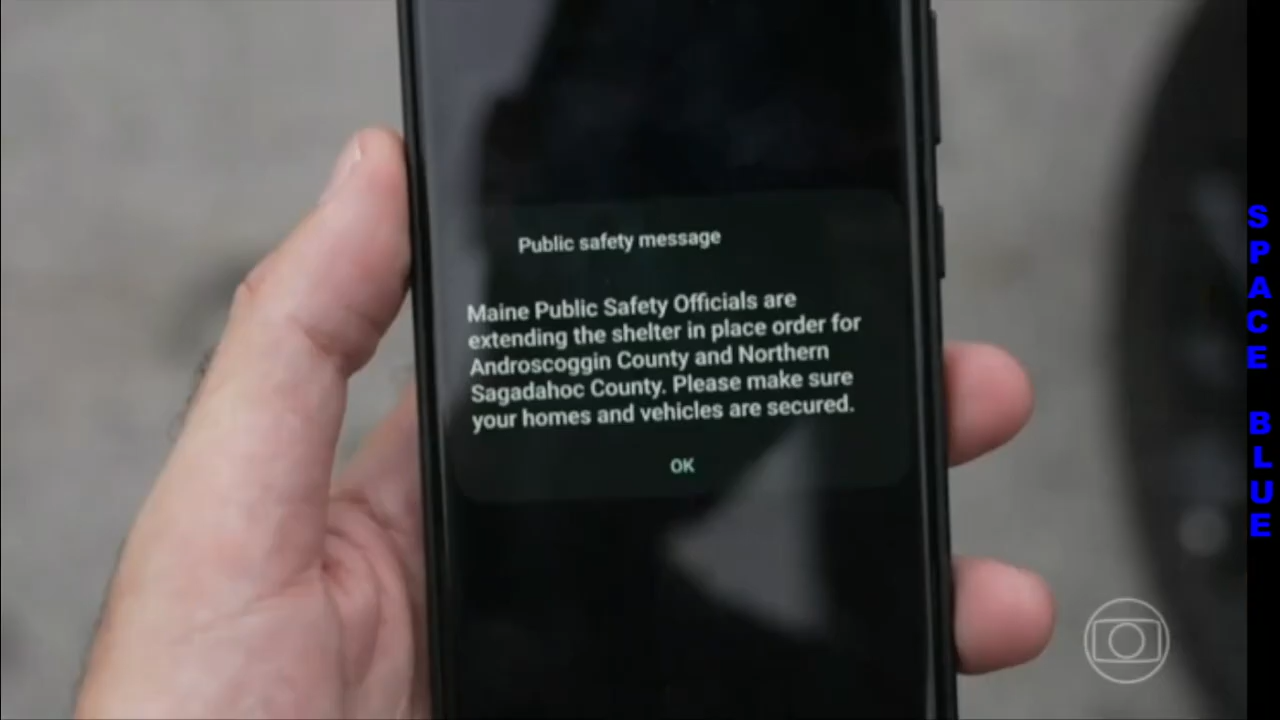 Public safety message
Maine Public Safety Officials are
extending the shelter in place order for
Androscoggin County and Northern
Sagadahoc County. Please make sure
your homes and vehicles are secured.
OK
SPACE BLUE